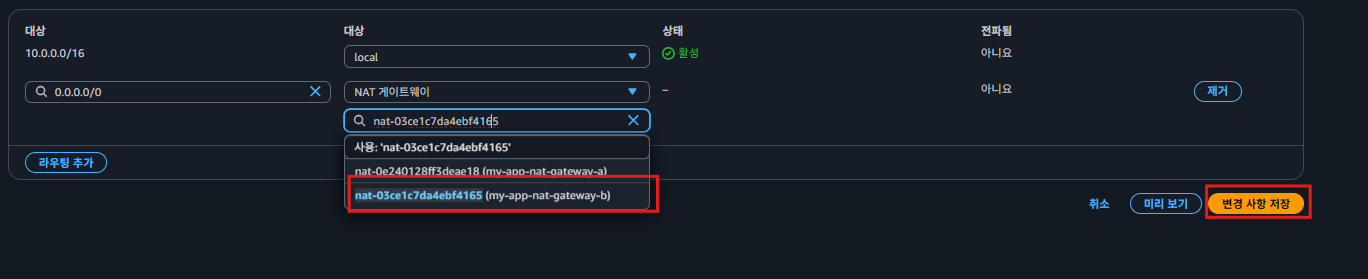 대상 대상 상태 전파됨
10.0.0.0/16 local 활성 아니요
0.0.0.0/0 NAT 게이트웨이 – 아니요 제거
nat-03ce1c7da4ebf4165
사용: 'nat-03ce1c7da4ebf4165'
라우팅 추가 nat-0e240128ff3deae18 (my-app-nat-gateway-a)
nat-03ce1c7da4ebf4165 (my-app-nat-gateway-b)
취소 미리 보기 변경 사항 저장